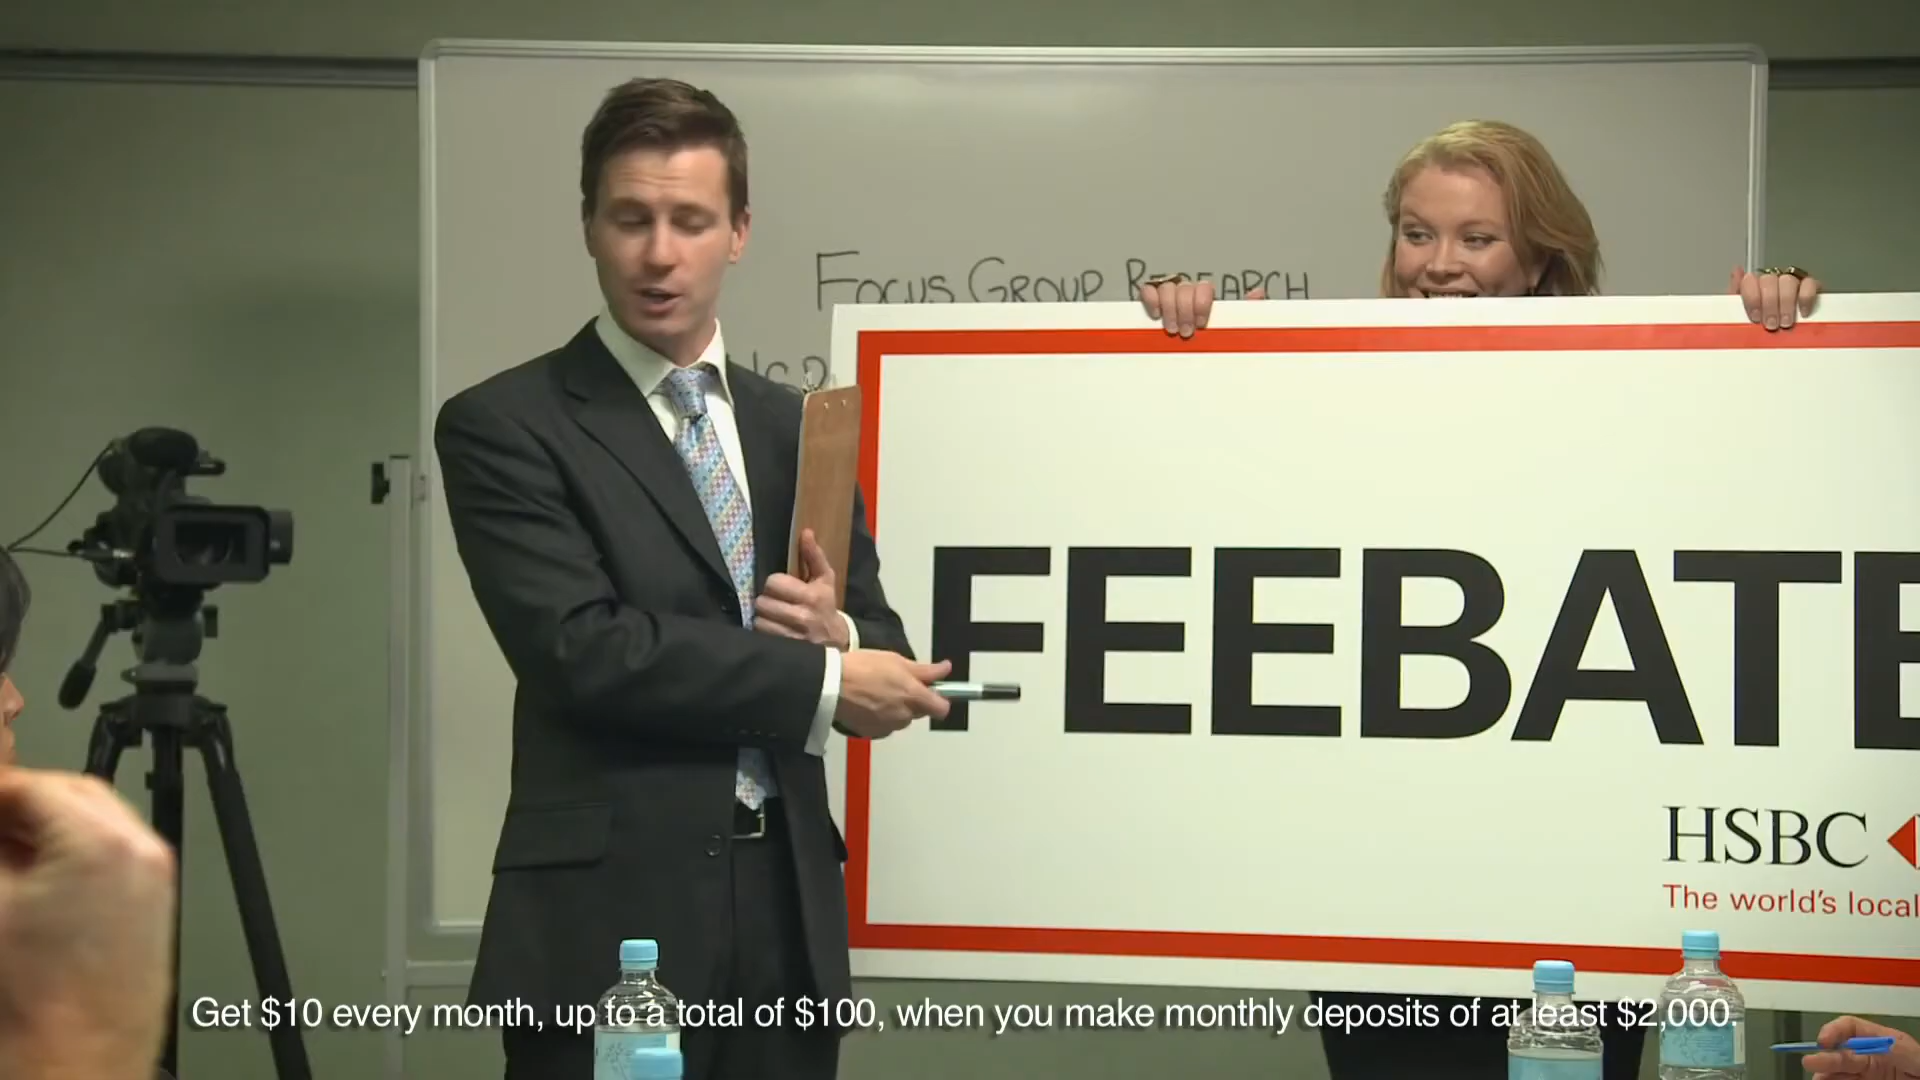 FOCUS GROUP RESEARCH
FEEBATE
HSBC
The world's local
Get $10 every month, up to a total of $100, when you make monthly deposits of at least $2,000.